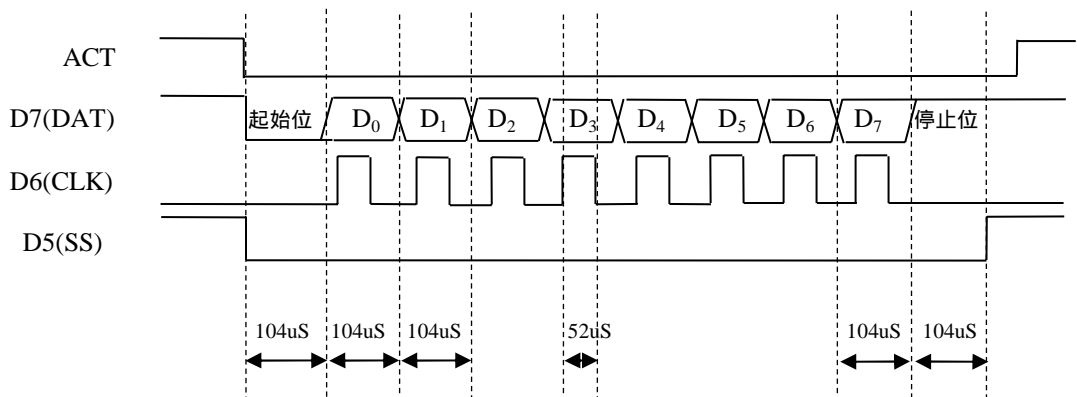 ACT
D7(DAT) 起始位 D₀ D₁ D₂ D₃ D₄ D₅ D₆ D₇ 停止位
D6(CLK)
D5(SS)
104uS 104uS 104uS 52uS 104uS 104uS